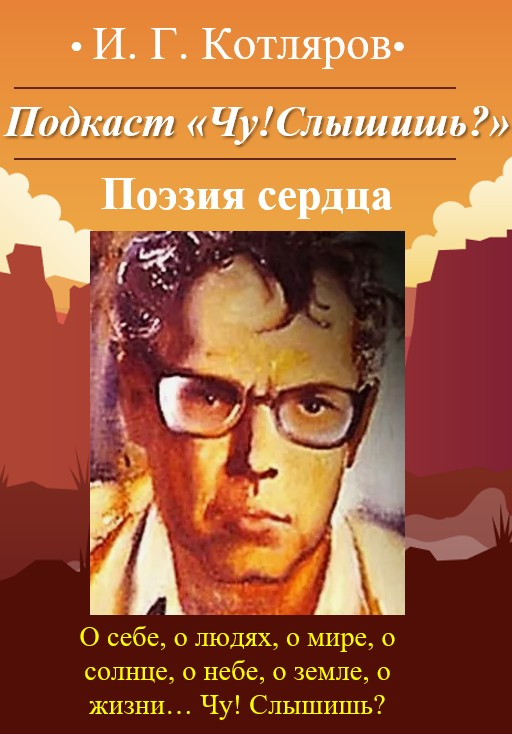 • И. Г. Котляров•
Подкаст «Чу!Слышишь?»
Поэзия сердца
О себе, о людях, о мире, о
солнце, о небе, о земле, о
жизни… Чу! Слышишь?